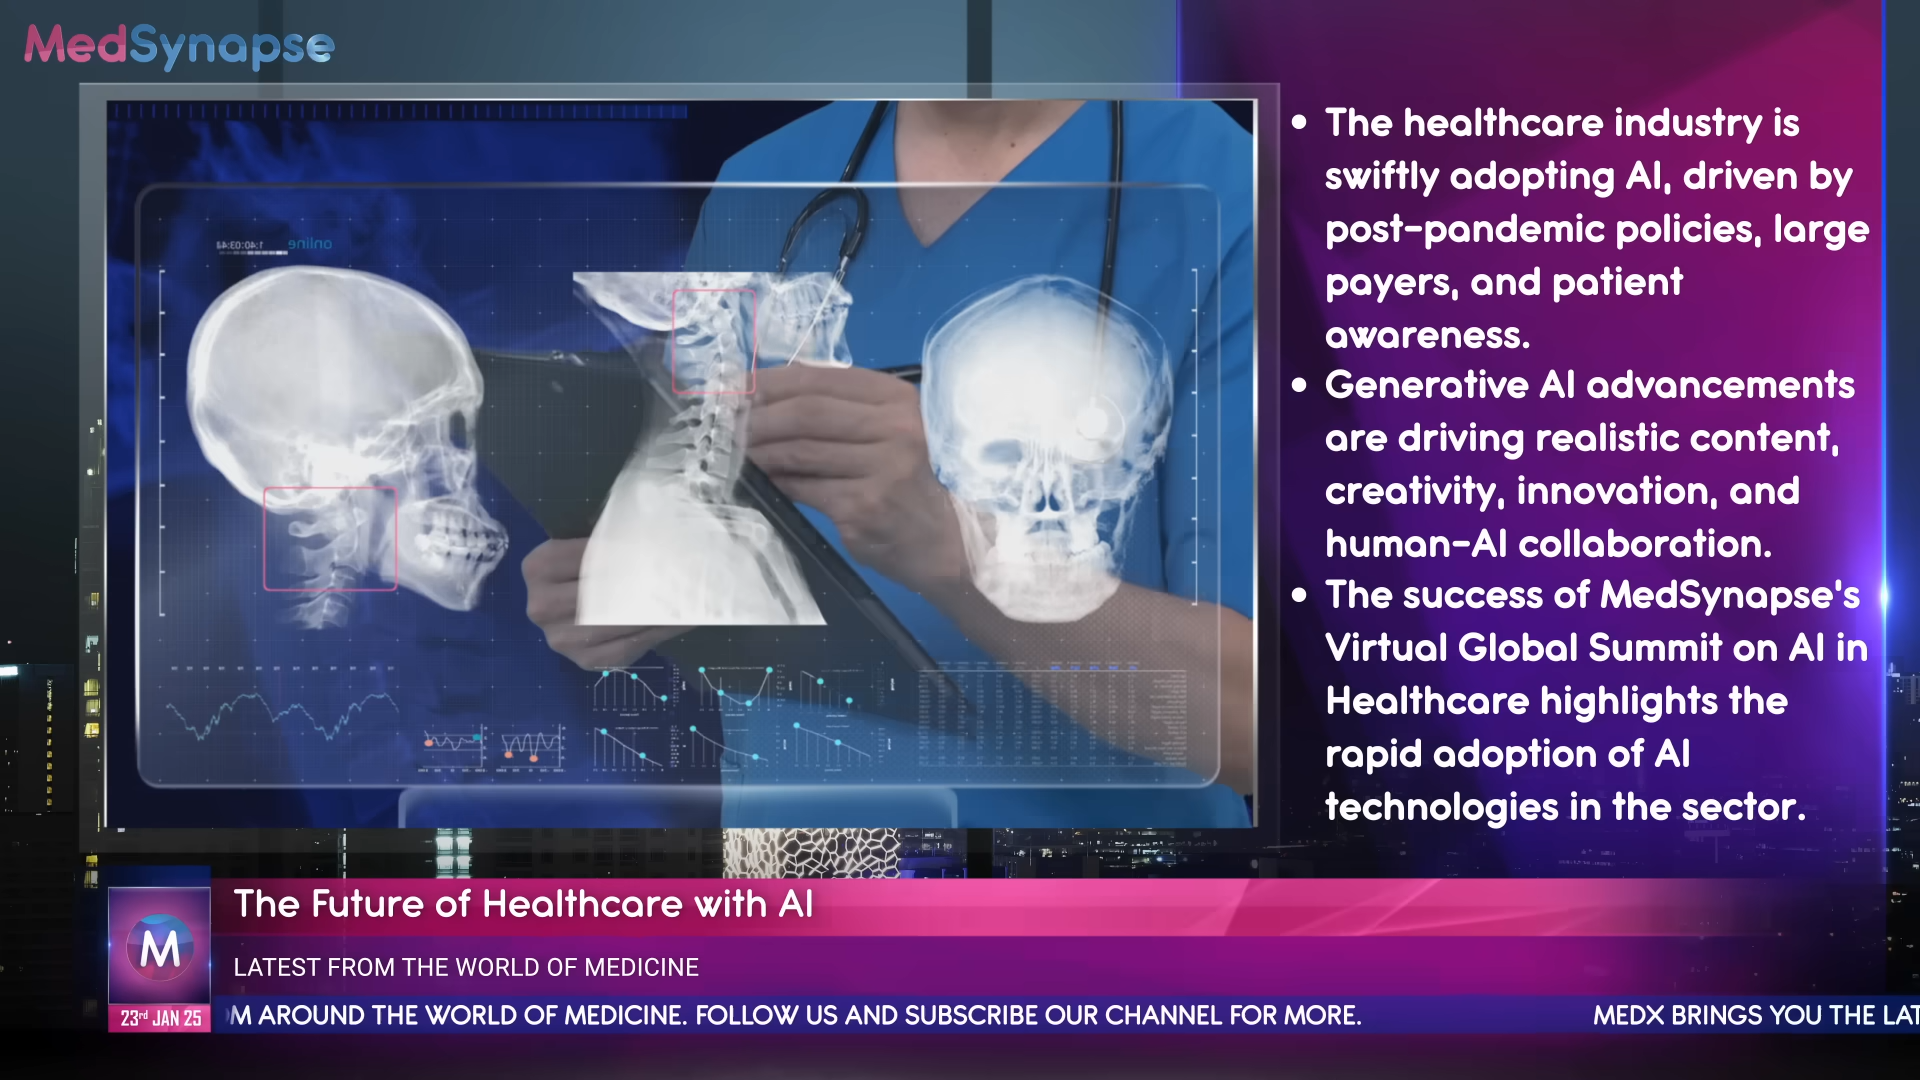 MedSynapse
online
• The healthcare industry is
swiftly adopting AI, driven by
post-pandemic policies, large
payers, and patient
awareness.
• Generative AI advancements
are driving realistic content,
creativity, innovation, and
human-AI collaboration.
• The success of MedSynapse's
Virtual Global Summit on AI in
Healthcare highlights the
rapid adoption of AI
technologies in the sector.
The Future of Healthcare with AI
M
LATEST FROM THE WORLD OF MEDICINE
23rd JAN 25
M AROUND THE WORLD OF MEDICINE. FOLLOW US AND SUBSCRIBE OUR CHANNEL FOR MORE. MEDX BRINGS YOU THE LAT